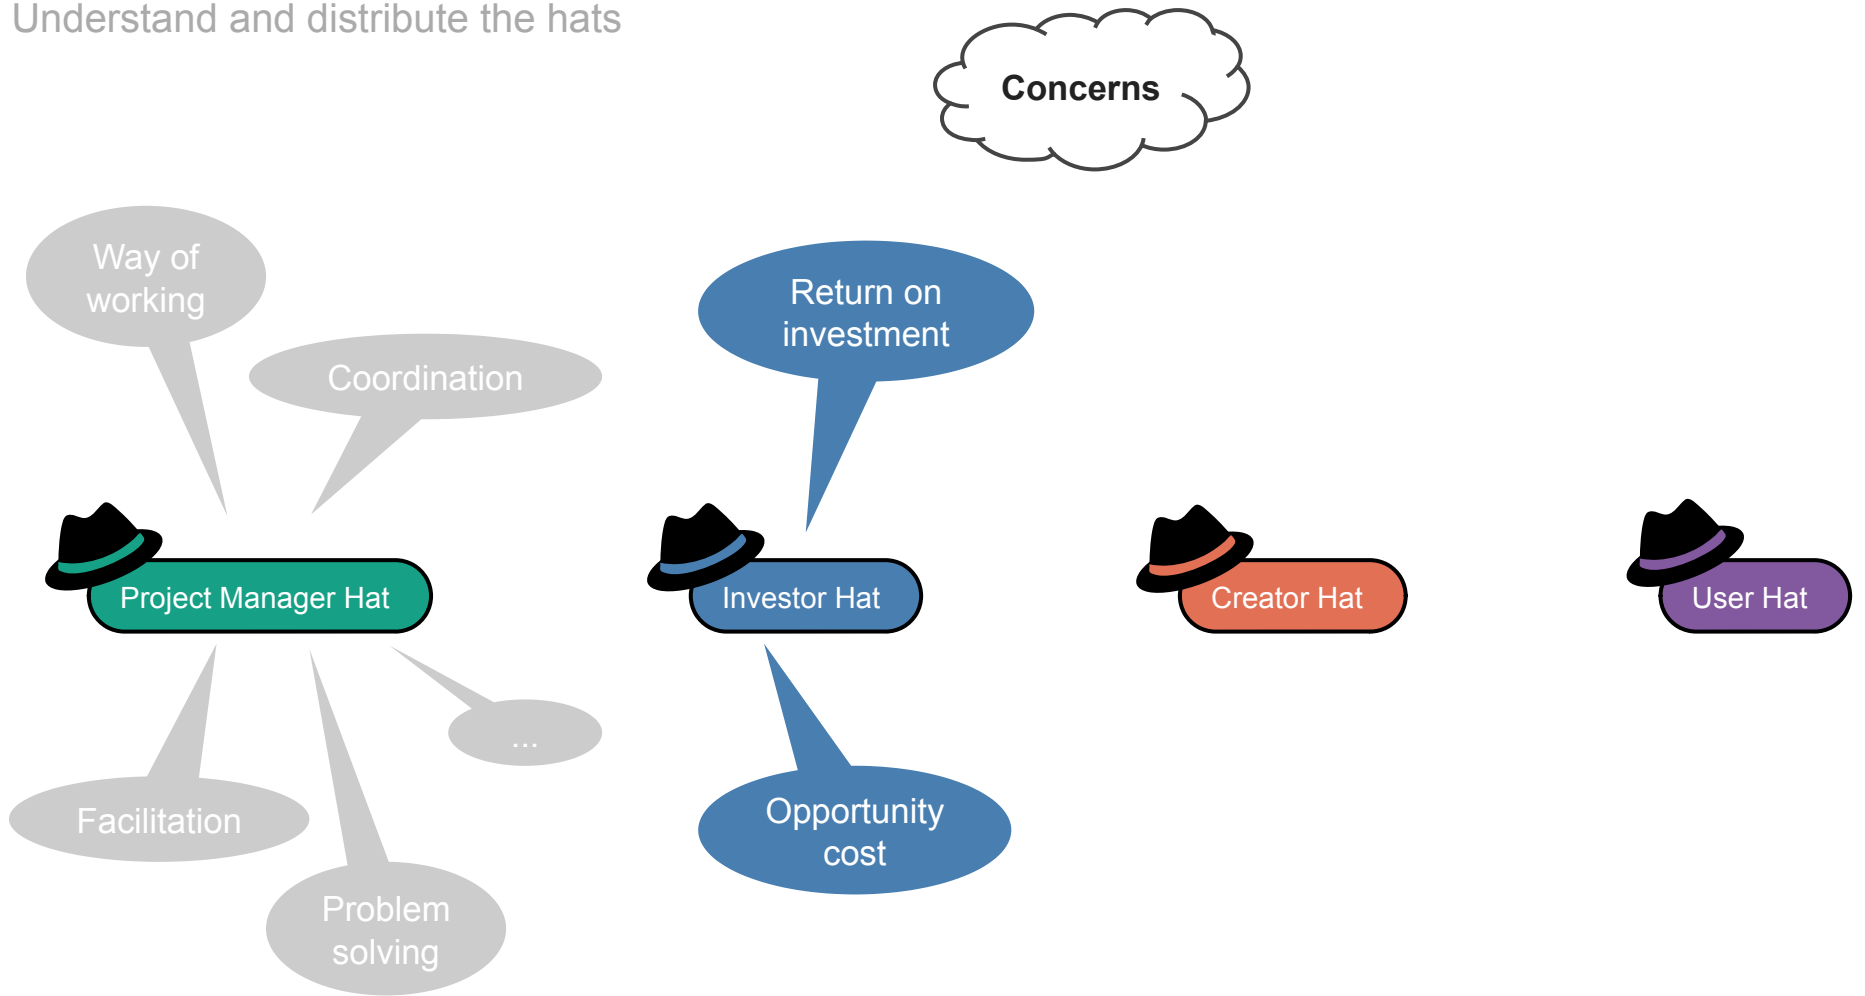 Understand and distribute the hats
Concerns
Way of
working
Coordination
Return on
investment
Project Manager Hat
Investor Hat
Creator Hat
User Hat
...
Facilitation
Problem
solving
Opportunity
cost